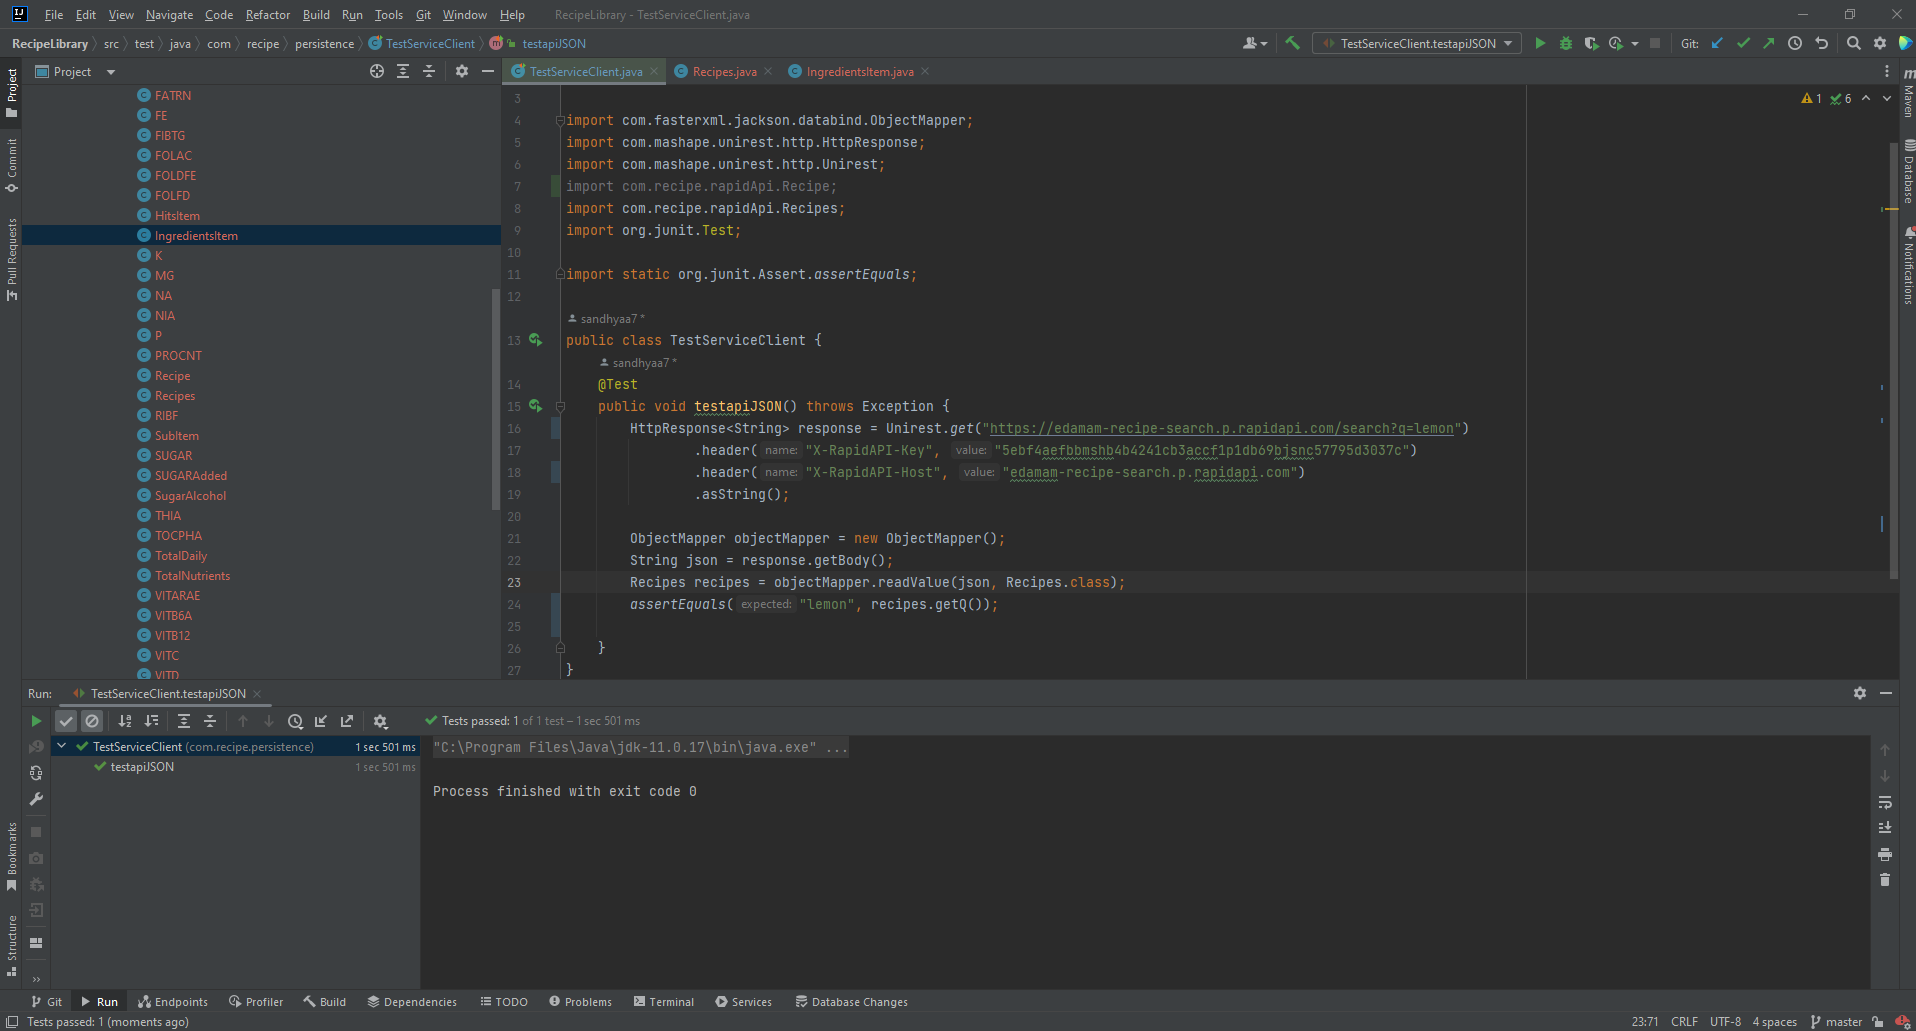 File Edit View Navigate Code Refactor Build Run Tools Git Window Help RecipeLibrary - TestServiceClient.java
RecipeLibrary src test java com recipe persistence TestServiceClient testapiJSON TestServiceClient.testapiJSON Git:
Project
TestServiceClient.java Recipes.java IngredientsItem.java
Project
Commit
Pull Requests
Bookmarks
Structure
FATRN
FE
FIBTG
FOLAC
FOLDFE
FOLFD
HitsItem
IngredientsItem
K
MG
NA
NIA
P
PROCNT
Recipe
Recipes
RIBF
SubItem
SUGAR
SUGARAdded
SugarAlcohol
THIA
TOCPHA
TotalDaily
TotalNutrients
VITARAE
VITB6A
VITB12
VITC
VITD
1 6
3
4 import com.fasterxml.jackson.databind.ObjectMapper;
5 import com.mashape.unirest.http.HttpResponse;
6 import com.mashape.unirest.http.Unirest;
7 import com.recipe.rapidApi.Recipe;
8 import com.recipe.rapidApi.Recipes;
9 import org.junit.Test;
10
11 import static org.junit.Assert.assertEquals;
12
sandhyaa7 *
13 public class TestServiceClient {
sandhyaa7 *
14 @Test
15 public void testapiJSON() throws Exception {
16 HttpResponse<String> response = Unirest.get("https://edamam-recipe-search.p.rapidapi.com/search?q=lemon")
17 .header( name: "X-RapidAPI-Key", value: "5ebf4aefbbmshb4b4241cb3accf1p1db69bjsnc57795d3037c")
18 .header( name: "X-RapidAPI-Host", value: "edamam-recipe-search.p.rapidapi.com")
19 .asString();
20
21 ObjectMapper objectMapper = new ObjectMapper();
22 String json = response.getBody();
23 Recipes recipes = objectMapper.readValue(json, Recipes.class);
24 assertEquals( expected: "lemon", recipes.getQ());
25
26 }
27 }
m Maven
Database
Notifications
Run: TestServiceClient.testapiJSON
Tests passed: 1 of 1 test – 1 sec 501 ms
TestServiceClient (com.recipe.persistence) 1 sec 501 ms
testapiJSON 1 sec 501 ms
"C:\Program Files\Java\jdk-11.0.17\bin\java.exe" ...
Process finished with exit code 0
Git Run Endpoints Profiler Build Dependencies TODO Problems Terminal Services Database Changes
Tests passed: 1 (moments ago) 23:71 CRLF UTF-8 4 spaces master